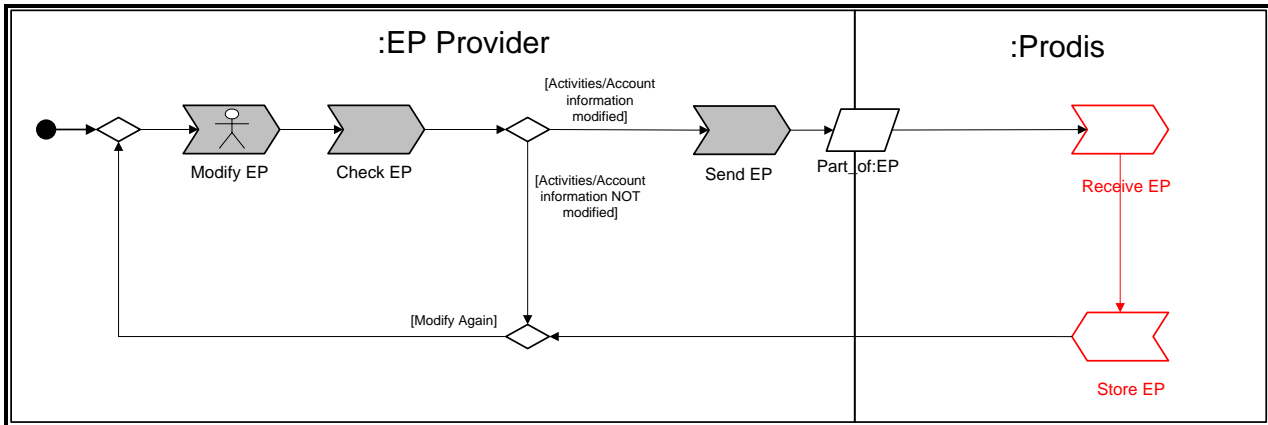 :EP Provider
:Prodis
[Activities/Account
information
modified]
Modify EP
Check EP
Send EP
Part_of:EP
Receive EP
[Activities/Account
information NOT
modified]
[Modify Again]
Store EP